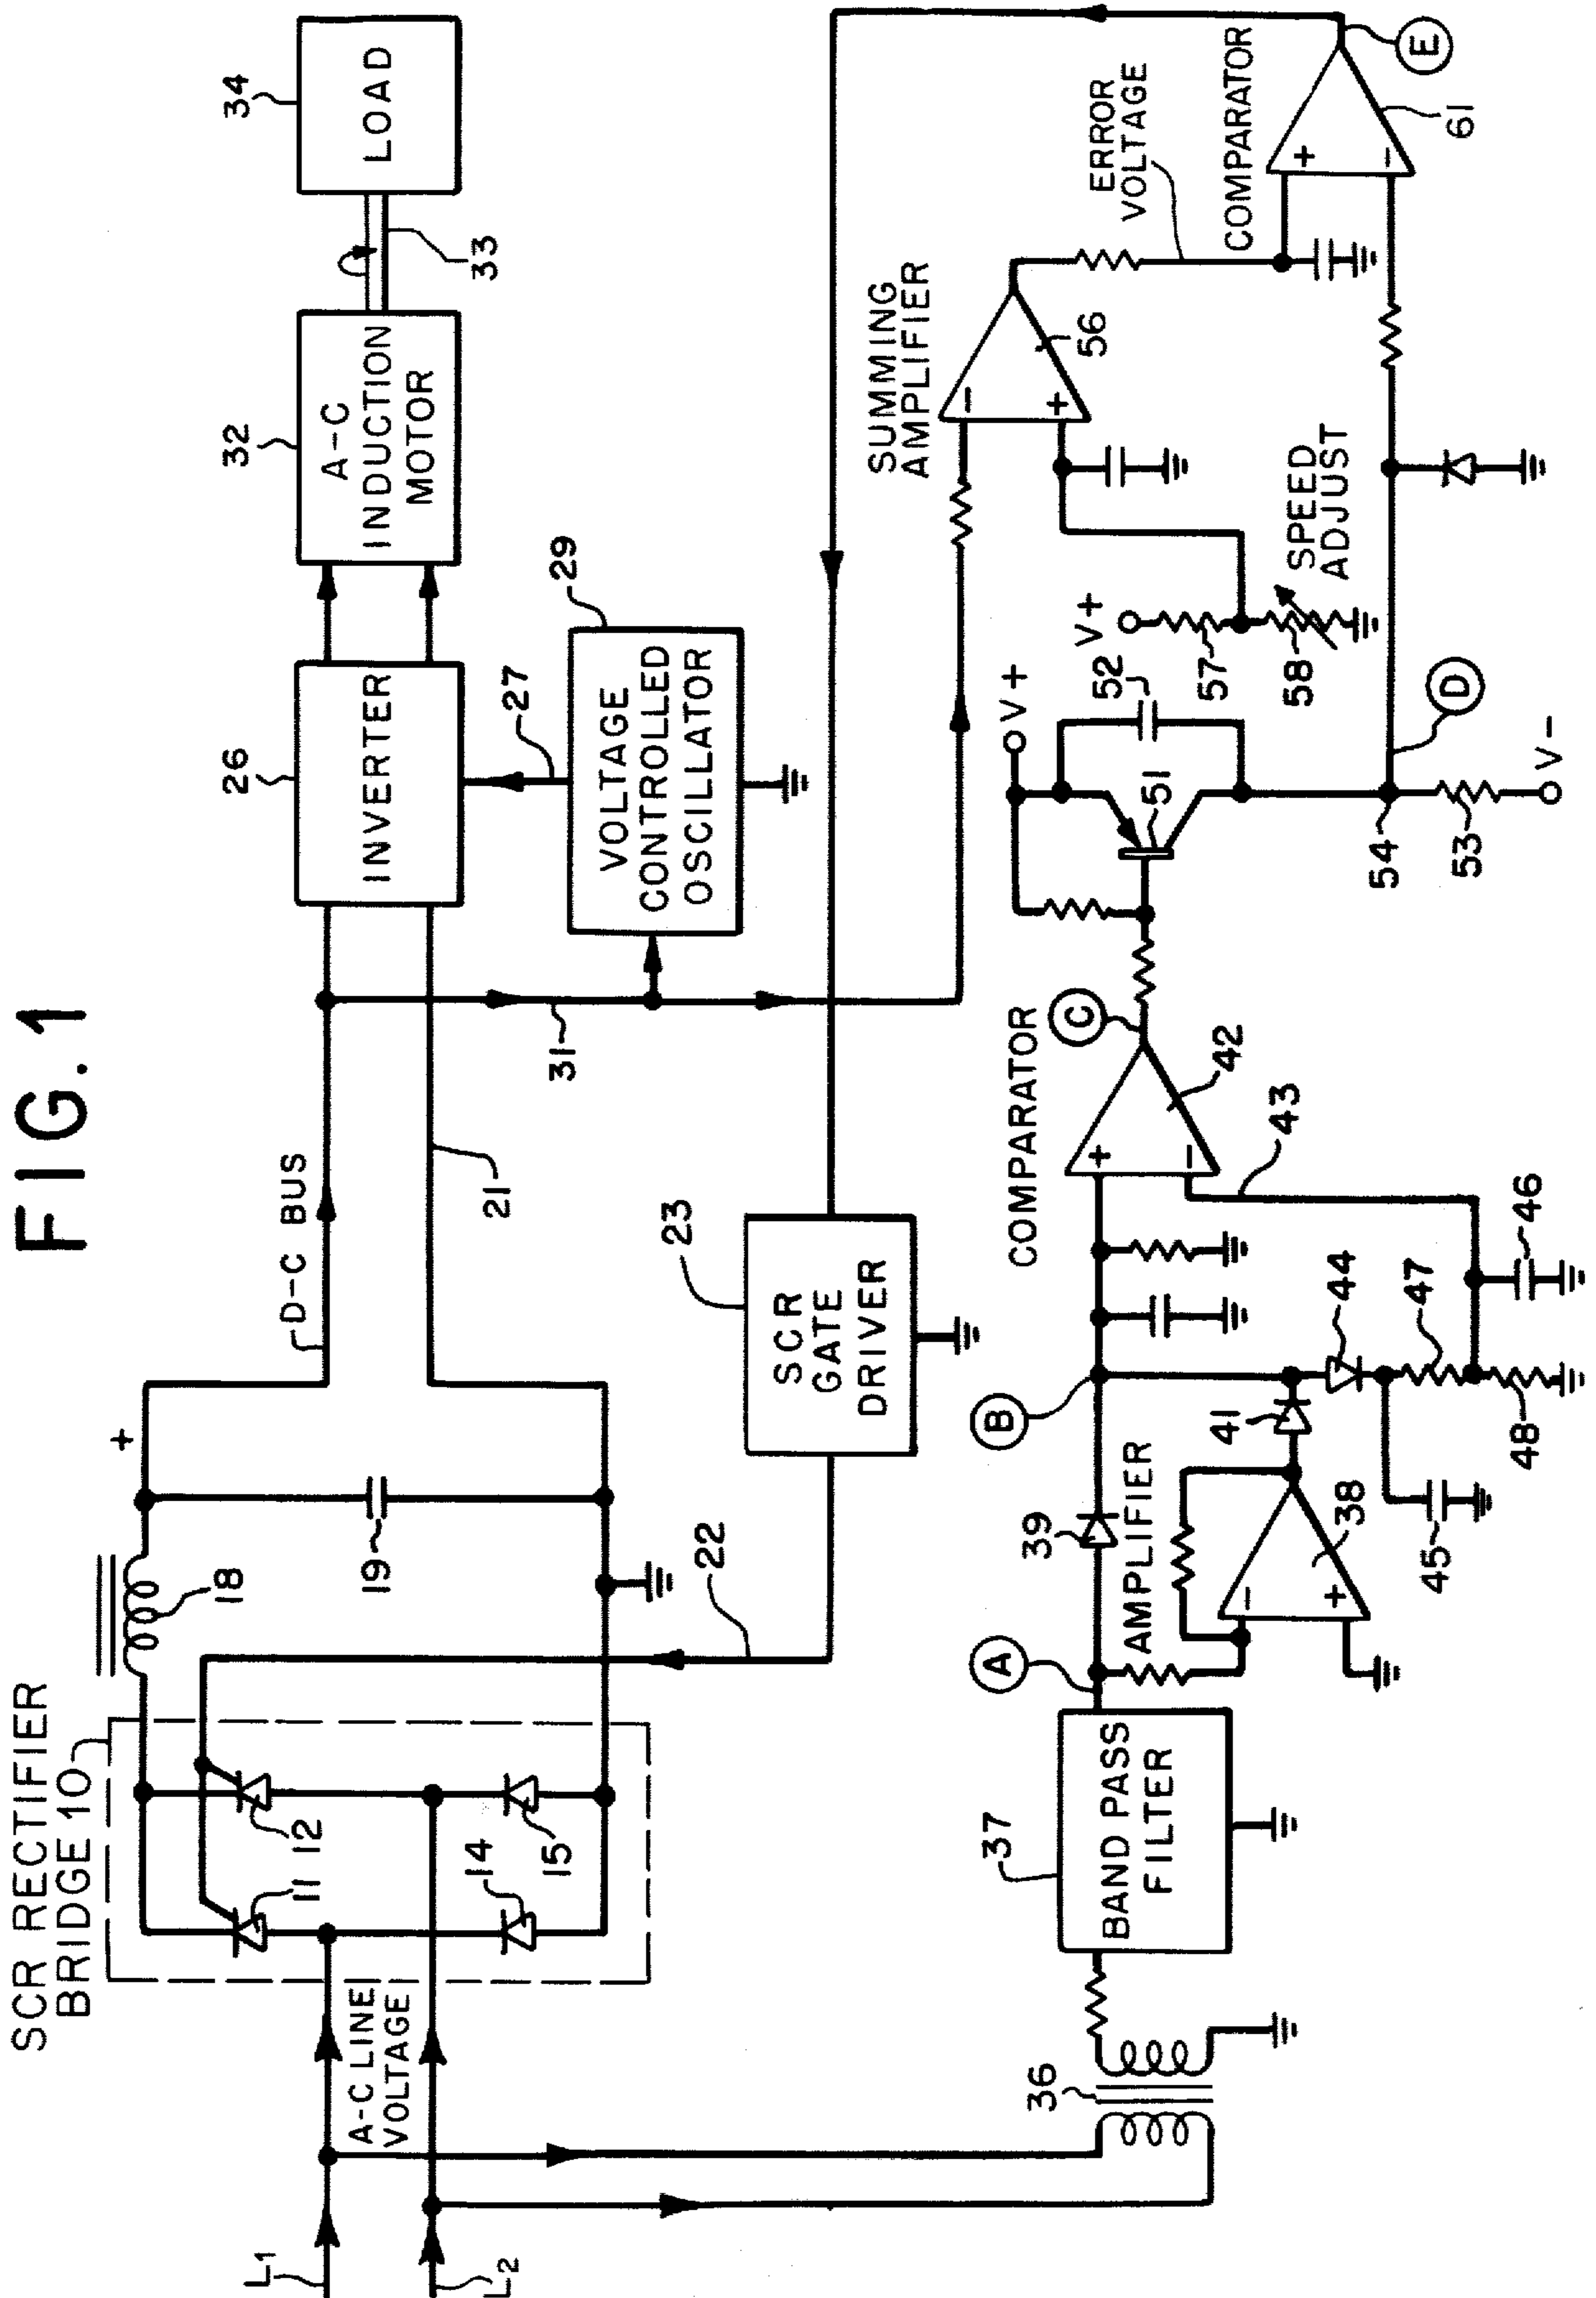 FIG. 1
SCR RECTIFIER
BRIDGE 10
L1
L2
A-C LINE
VOLTAGE
11
12
14
15
18
19
+
D-C BUS
21
22
23
SCR
GATE
DRIVER
26
INVERTER
27
29
VOLTAGE
CONTROLLED
OSCILLATOR
31
32
A-C
INDUCTION
MOTOR
33
34
LOAD
36
37
BAND PASS
FILTER
A
39
AMPLIFIER
-
+
38
41
B
44
45
46
47
48
43
COMPARATOR
+
-
42
C
V+
51
52
53
54
V-
D
V+
57
58
SPEED
ADJUST
SUMMING
AMPLIFIER
-
+
56
ERROR
VOLTAGE
COMPARATOR
+
-
61
E